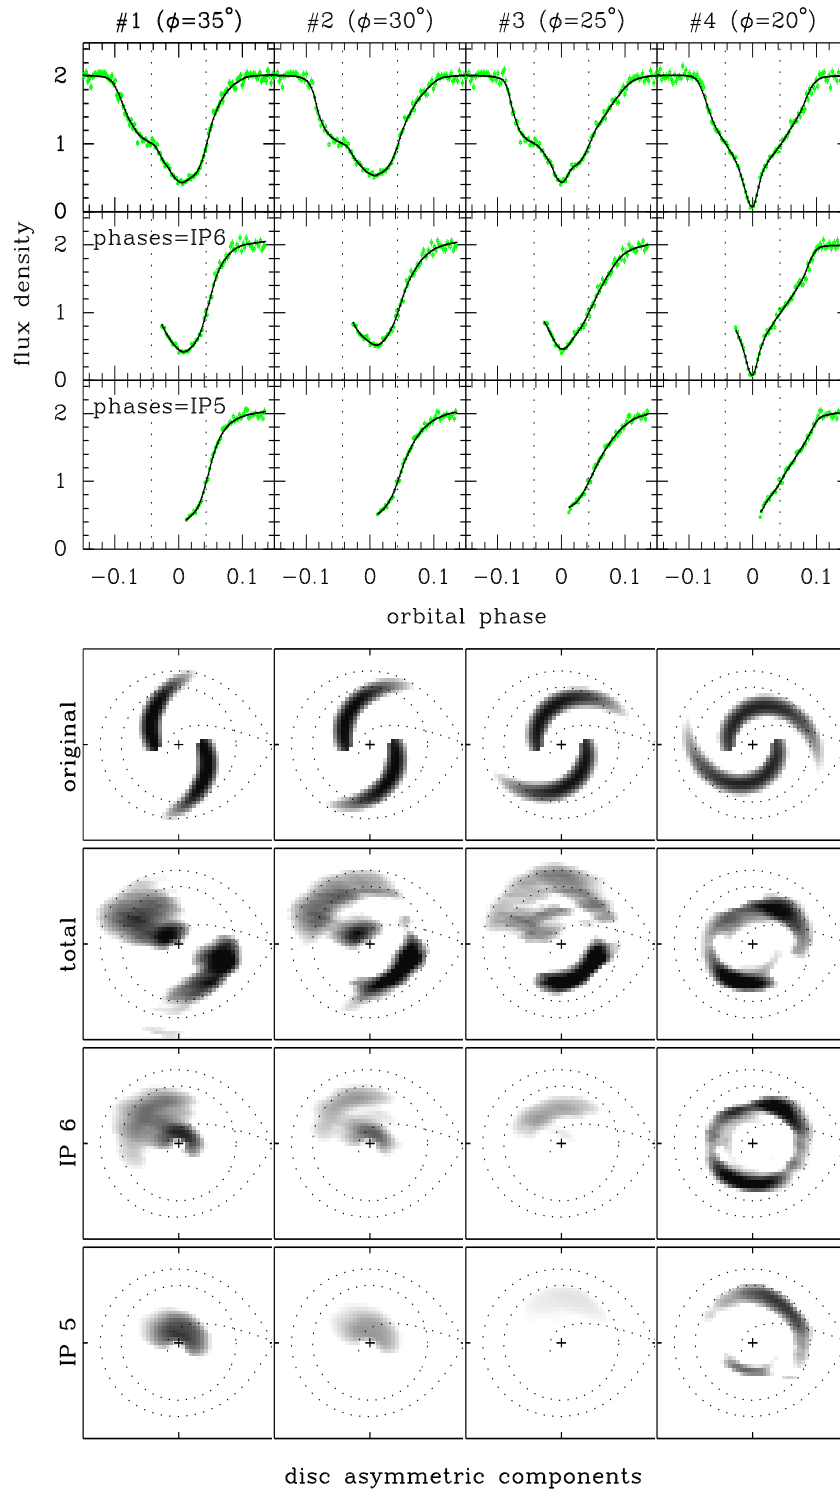 #1 (ϕ=35°) #2 (ϕ=30°) #3 (ϕ=25°) #4 (ϕ=20°)
2
1
0
phases=IP6
2
1
0
phases=IP5
2
1
0
flux density
−0.1 0 0.1 −0.1 0 0.1 −0.1 0 0.1 −0.1 0 0.1
orbital phase
original
total
IP 6
IP 5
disc asymmetric components